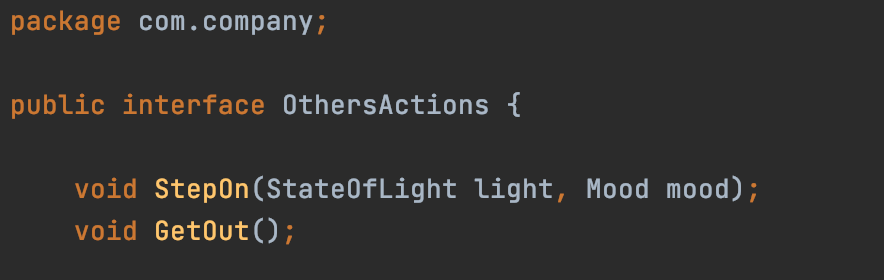 package com.company;
public interface OthersActions {
void StepOn(StateOfLight light, Mood mood);
void GetOut();